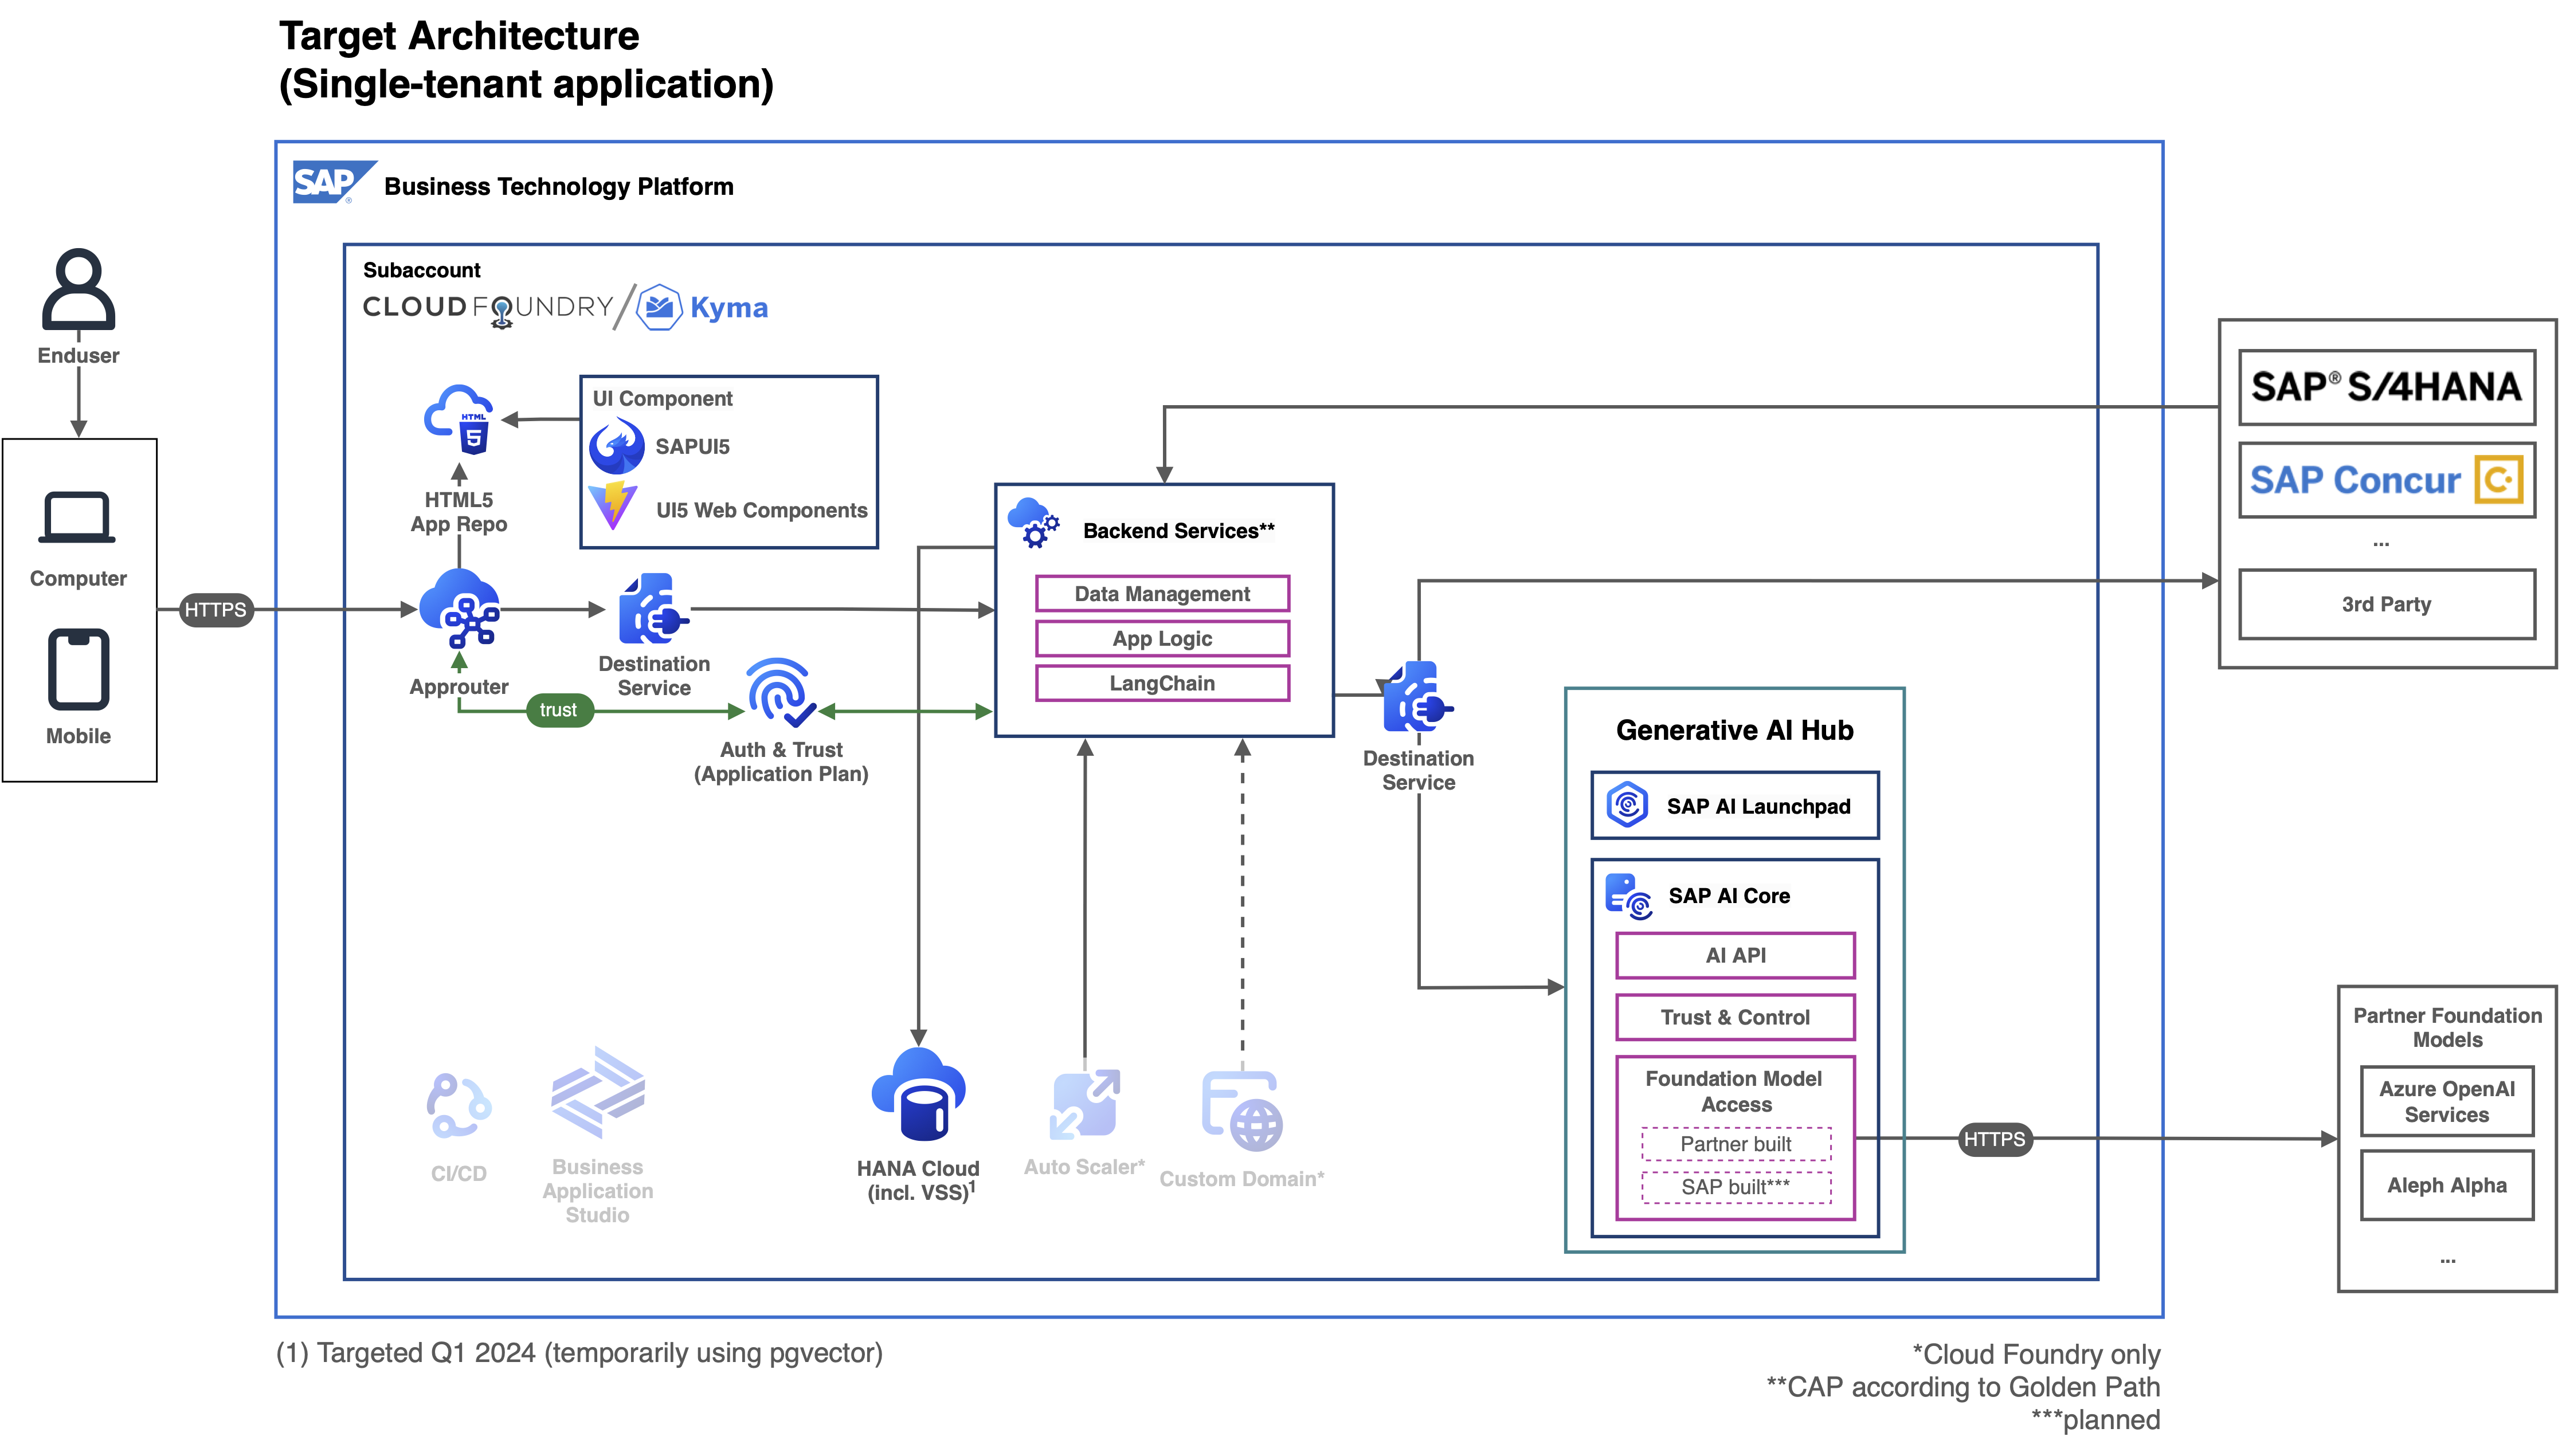 Target Architecture
(Single-tenant application)
SAP®
Business Technology Platform
Subaccount
CLOUD FOUNDRY / Kyma
Enduser
Computer
Mobile
HTTPS
HTML
5
HTML5
App Repo
UI Component
SAPUI5
UI5 Web Components
Approuter
Destination
Service
trust
Auth & Trust
(Application Plan)
Backend Services**
Data Management
App Logic
LangChain
Destination
Service
SAP® S/4HANA
SAP Concur C.
...
3rd Party
Generative AI Hub
SAP AI Launchpad
SAP AI Core
AI API
Trust & Control
Foundation Model
Access
Partner built
SAP built***
HTTPS
Partner Foundation
Models
Azure OpenAI
Services
Aleph Alpha
...
CI/CD
Business
Application
Studio
HANA Cloud
(incl. VSS)1
Auto Scaler*
Custom Domain*
(1) Targeted Q1 2024 (temporarily using pgvector)
*Cloud Foundry only
**CAP according to Golden Path
***planned